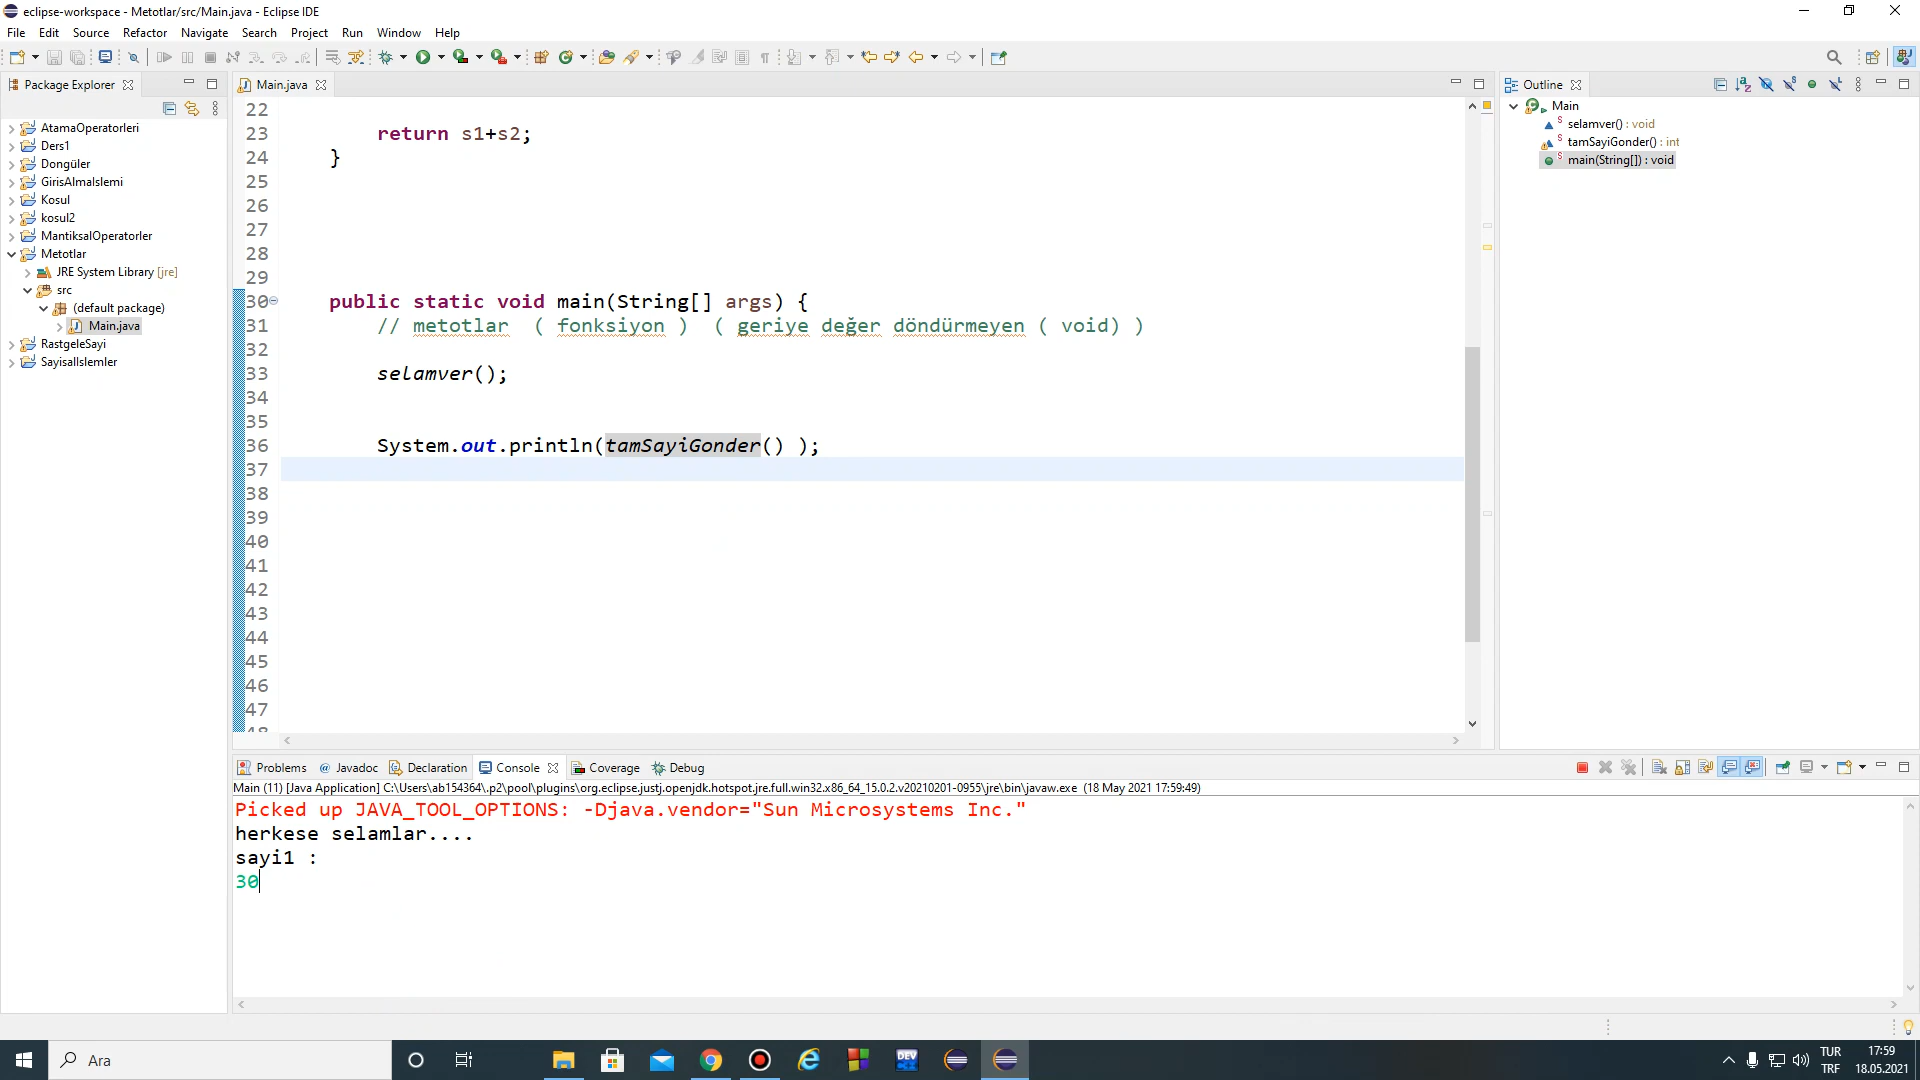 eclipse-workspace - Metotlar/src/Main.java - Eclipse IDE
File Edit Source Refactor Navigate Search Project Run Window Help
Package Explorer
AtamaOperatorleri
Ders1
Dongüler
GirisAlmaIslemi
Kosul
kosul2
MantiksalOperatorler
Metotlar
JRE System Library [jre]
src
(default package)
Main.java
RastgeleSayi
SayisalIslemler
Main.java
22
23 return s1+s2;
24 }
25
26
27
28
29
30 public static void main(String[] args) {
31 // metotlar ( fonksiyon ) ( geriye değer döndürmeyen ( void) )
32
33 selamver();
34
35
36 System.out.println(tamSayiGonder() );
37
38
39
40
41
42
43
44
45
46
47
48
Outline
Main
selamver() : void
tamSayiGonder() : int
main(String[]) : void
Problems @ Javadoc Declaration Console Coverage Debug
Main (11) [Java Application] C:\Users\ab154364\.p2\pool\plugins\org.eclipse.justj.openjdk.hotspot.jre.full.win32.x86_64_15.0.2.v20210201-0955\jre\bin\javaw.exe (18 May 2021 17:59:49)
Picked up JAVA_TOOL_OPTIONS: -Djava.vendor="Sun Microsystems Inc."
herkese selamlar....
sayi1 :
30
Ara
DEV
TUR
TRF
17:59
18.05.2021